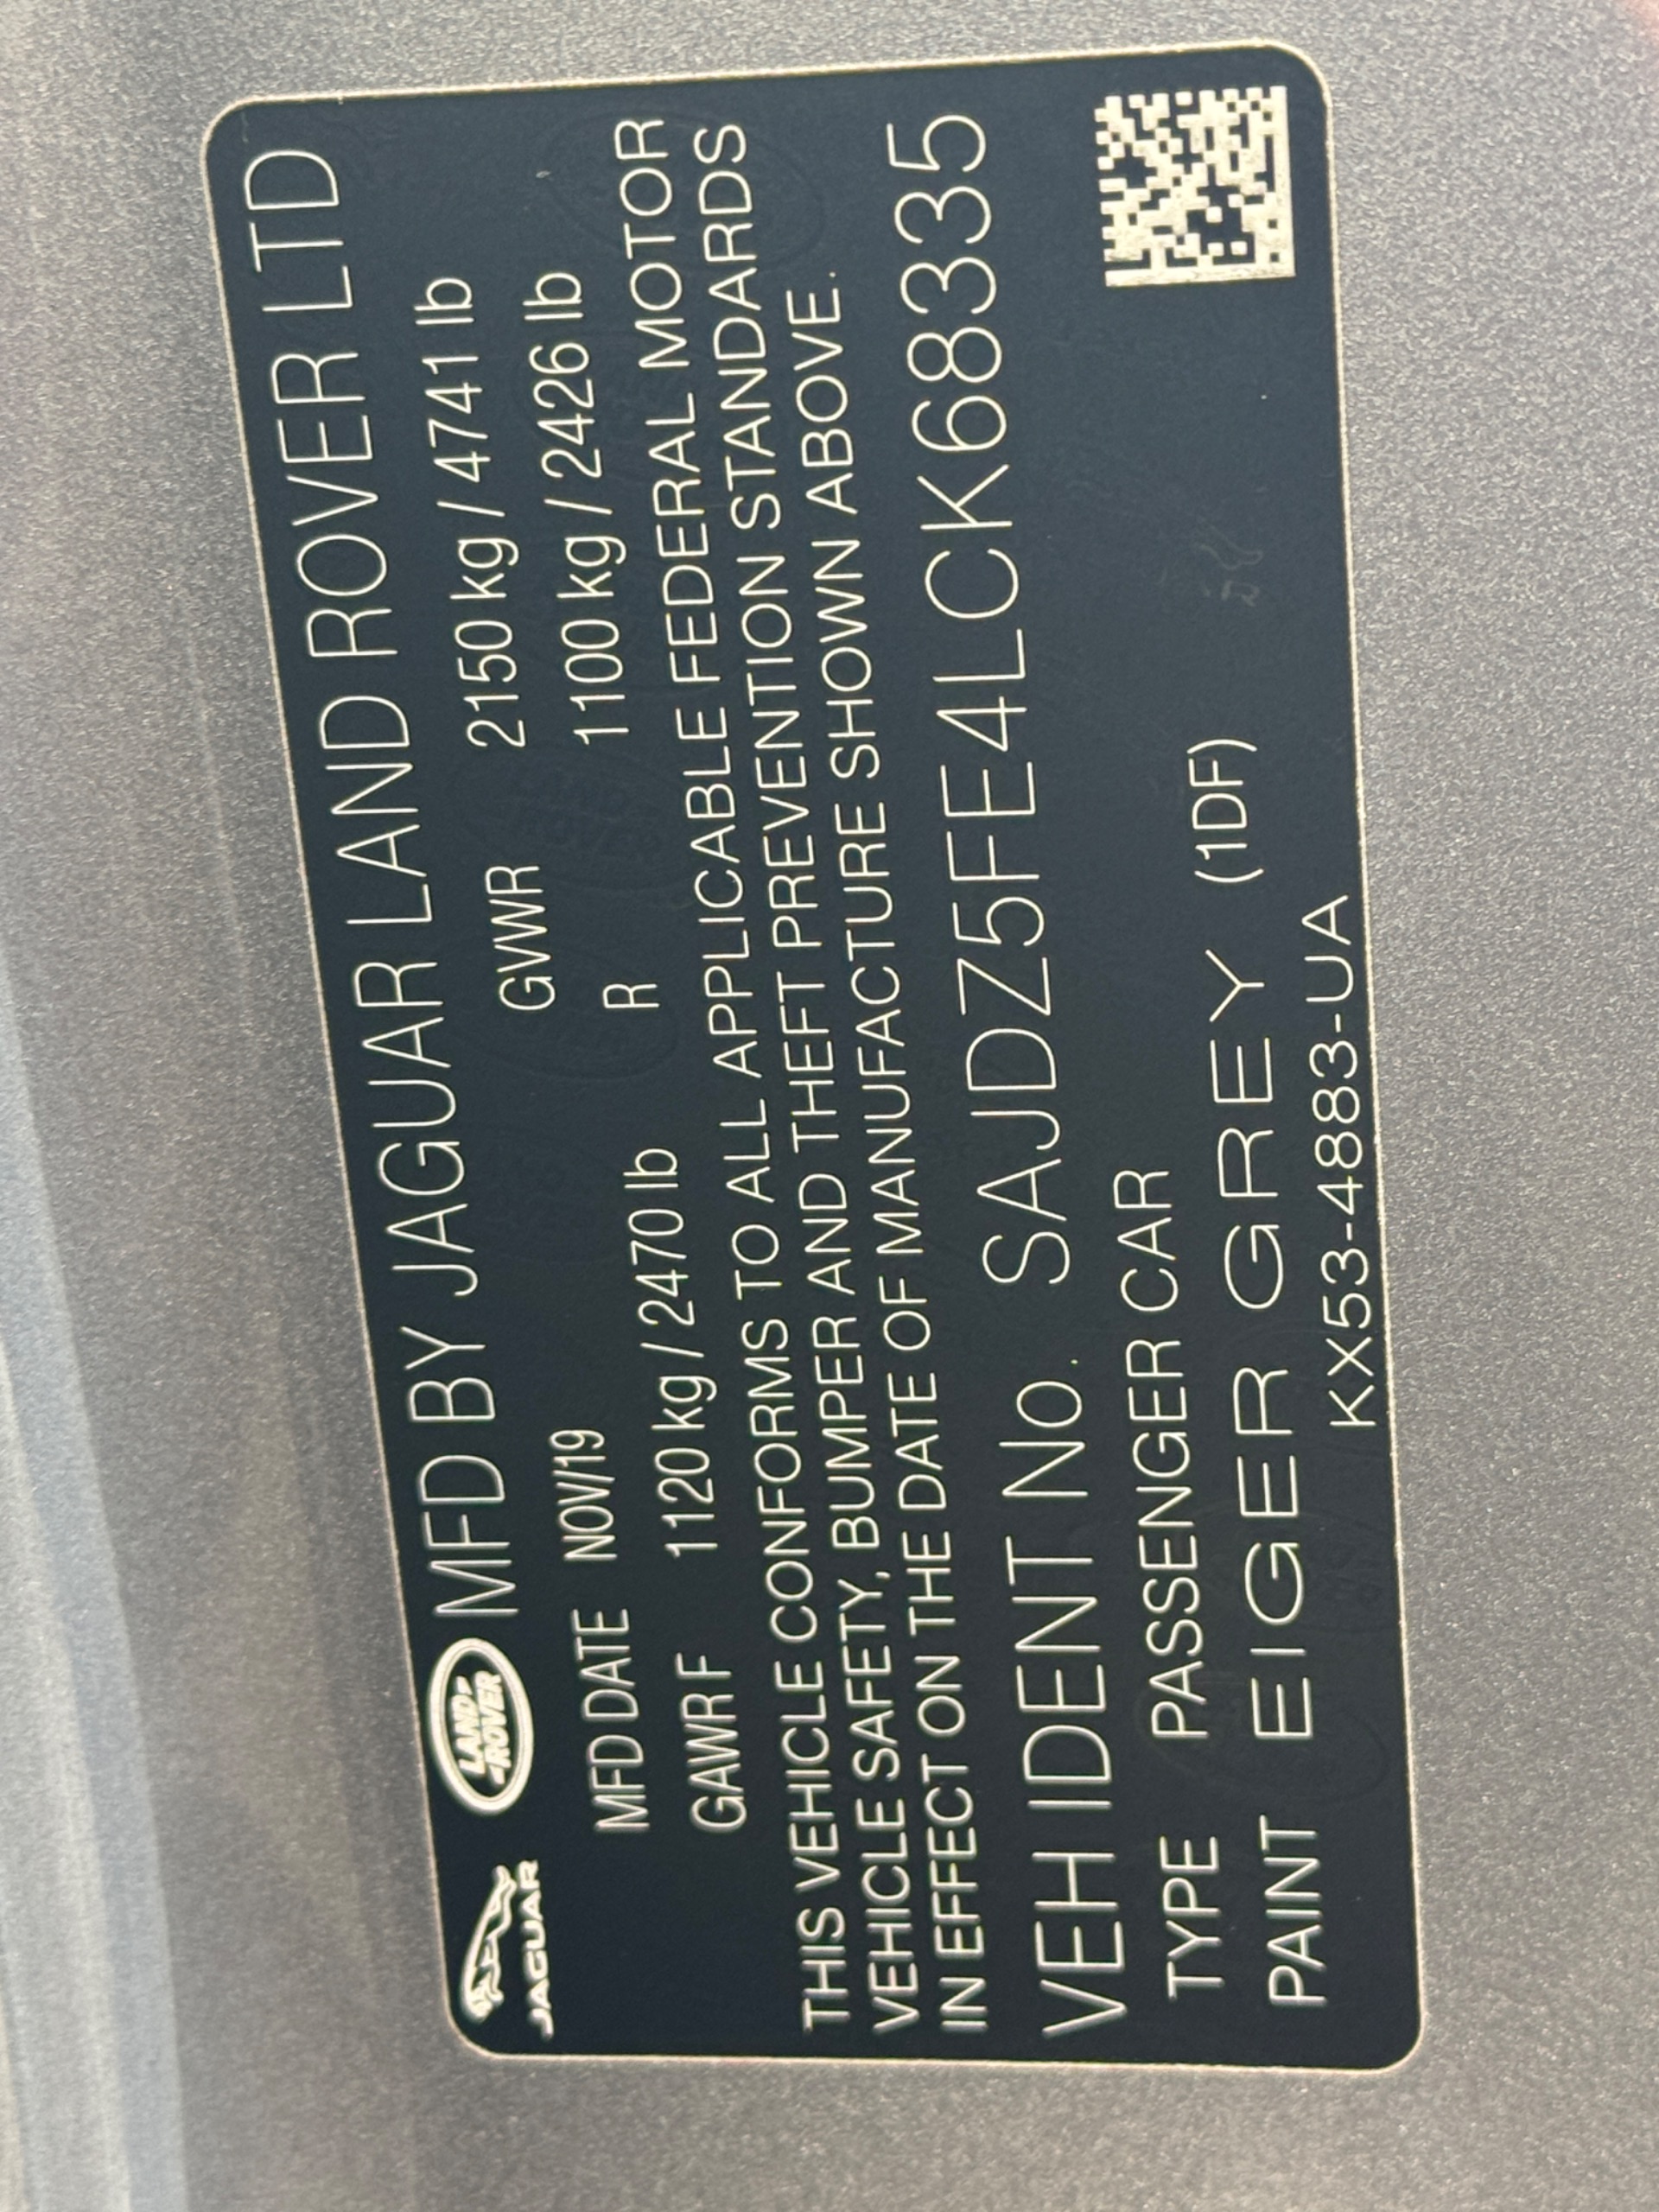 JAGUAR LAND ROVER MFD BY JAGUAR LAND ROVER LTD
MFD DATE NOV/19 GVWR 2150 kg / 4741 lb
GAWR F 1120 kg / 2470 lb R 1100 kg / 2426 lb
THIS VEHICLE CONFORMS TO ALL APPLICABLE FEDERAL MOTOR
VEHICLE SAFETY, BUMPER AND THEFT PREVENTION STANDARDS
IN EFFECT ON THE DATE OF MANUFACTURE SHOWN ABOVE.
VEH IDENT No. SAJDZ5FE4LCK68335
TYPE PASSENGER CAR
PAINT EIGER GREY (1DF)
KX53-4883-UA